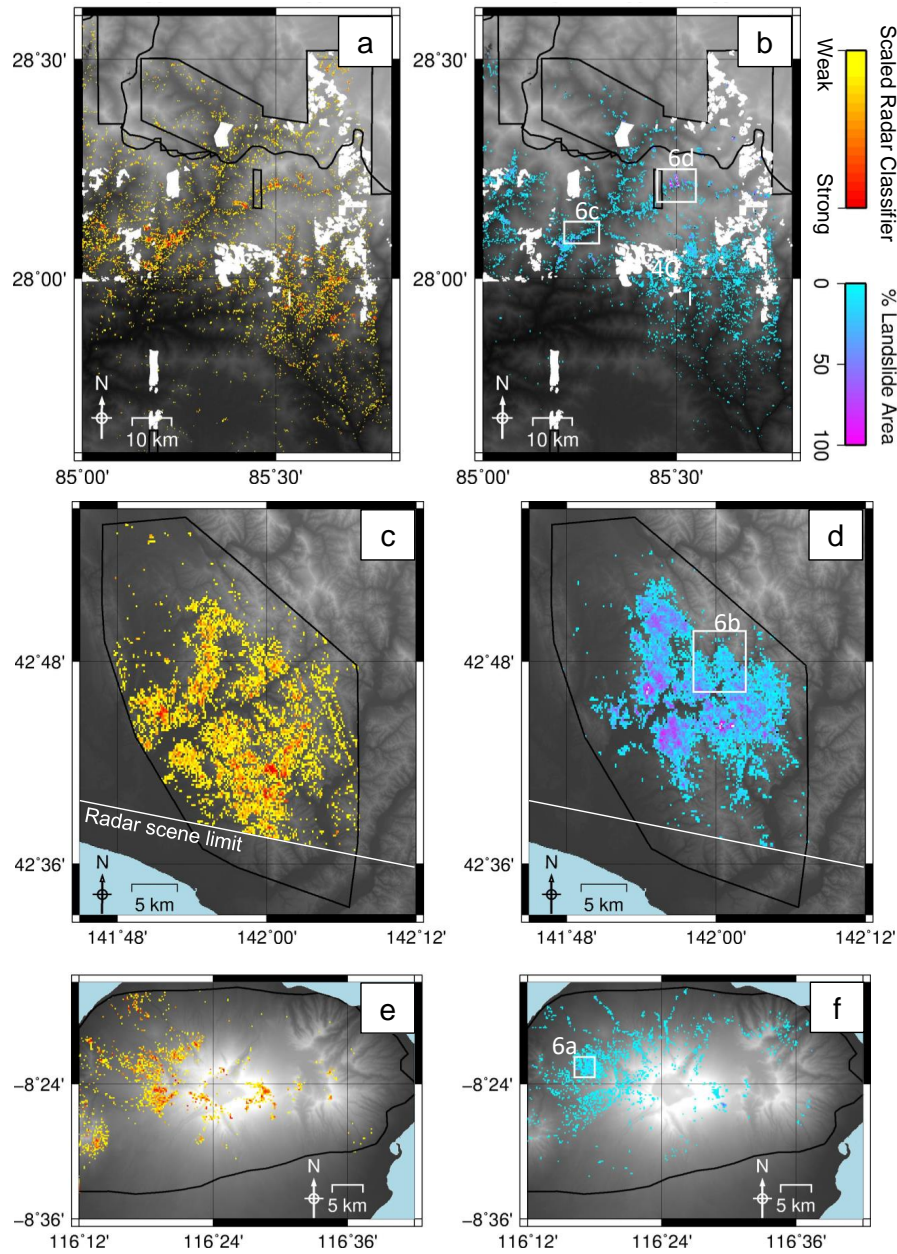 a
b
28°30'
28°00'
N
10 km
85°00'
85°30'
28°30'
28°00'
6d
6c
4d
N
10 km
85°00'
85°30'
Scaled Radar Classifier
Weak
Strong
% Landslide Area
0
50
100
c
d
42°48'
42°36'
Radar scene limit
N
5 km
141°48'
142°00'
142°12'
6b
42°48'
42°36'
N
5 km
141°48'
142°00'
142°12'
e
f
−8°24'
−8°36'
N
5 km
116°12'
116°24'
116°36'
6a
−8°24'
−8°36'
N
5 km
116°12'
116°24'
116°36'